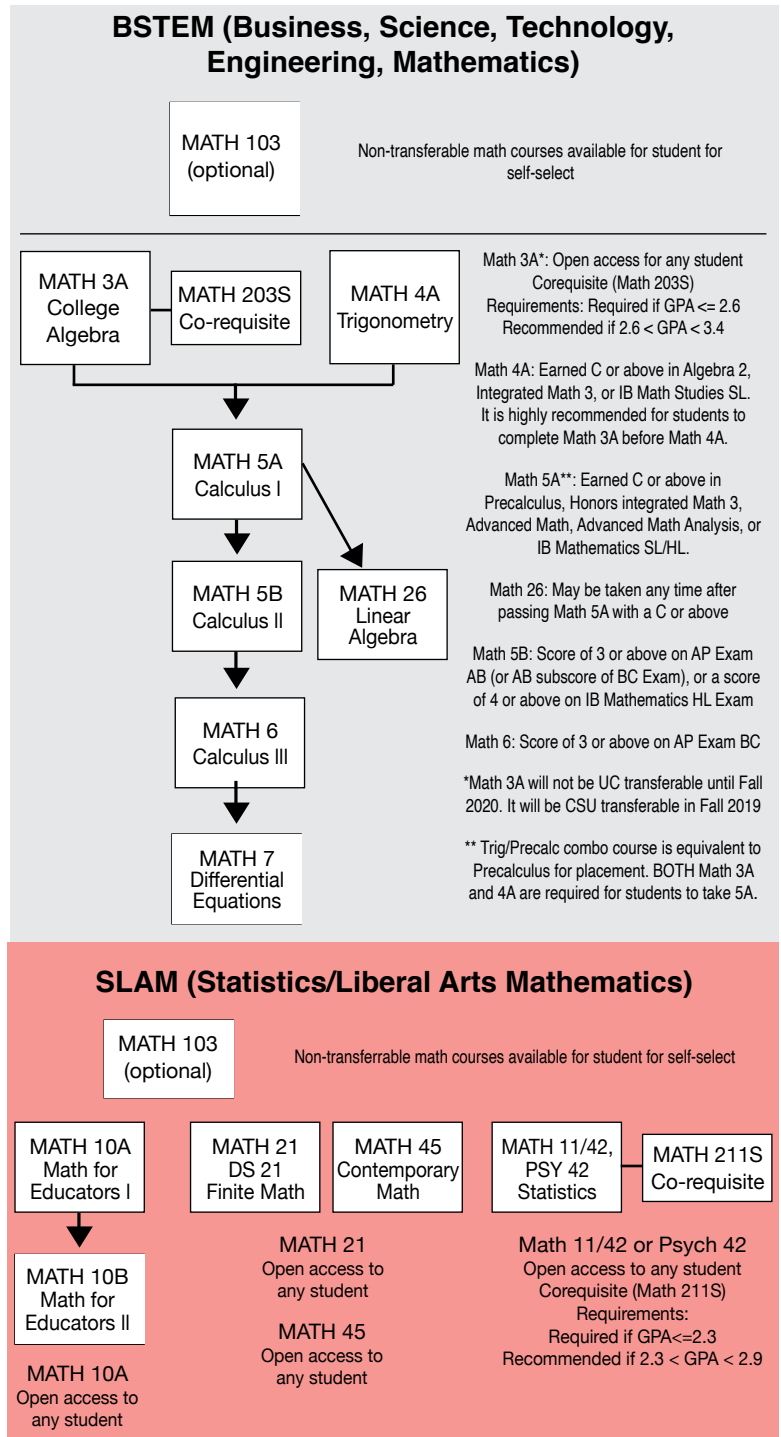 BSTEM (Business, Science, Technology,
Engineering, Mathematics)
MATH 103
(optional)
Non-transferable math courses available for student for
self-select
MATH 3A
College
Algebra
MATH 203S
Co-requisite
MATH 4A
Trigonometry
Math 3A*: Open access for any student
Corequisite (Math 203S)
Requirements: Required if GPA <= 2.6
Recommended if 2.6 < GPA < 3.4
Math 4A: Earned C or above in Algebra 2,
Integrated Math 3, or IB Math Studies SL.
It is highly recommended for students to
complete Math 3A before Math 4A.
MATH 5A
Calculus I
Math 5A**: Earned C or above in
Precalculus, Honors integrated Math 3,
Advanced Math, Advanced Math Analysis, or
IB Mathematics SL/HL.
MATH 5B
Calculus II
MATH 26
Linear
Algebra
Math 26: May be taken any time after
passing Math 5A with a C or above
Math 5B: Score of 3 or above on AP Exam
AB (or AB subscore of BC Exam), or a score
of 4 or above on IB Mathematics HL Exam
MATH 6
Calculus III
Math 6: Score of 3 or above on AP Exam BC
*Math 3A will not be UC transferable until Fall
2020. It will be CSU transferable in Fall 2019
MATH 7
Differential
Equations
** Trig/Precalc combo course is equivalent to
Precalculus for placement. BOTH Math 3A
and 4A are required for students to take 5A.
SLAM (Statistics/Liberal Arts Mathematics)
MATH 103
(optional)
Non-transferrable math courses available for student for self-select
MATH 10A
Math for
Educators I
MATH 21
DS 21
Finite Math
MATH 45
Contemporary
Math
MATH 11/42,
PSY 42
Statistics
MATH 211S
Co-requisite
MATH 10B
Math for
Educators II
MATH 10A
Open access to
any student
MATH 21
Open access to
any student
MATH 45
Open access to
any student
Math 11/42 or Psych 42
Open access to any student
Corequisite (Math 211S)
Requirements:
Required if GPA<=2.3
Recommended if 2.3 < GPA < 2.9